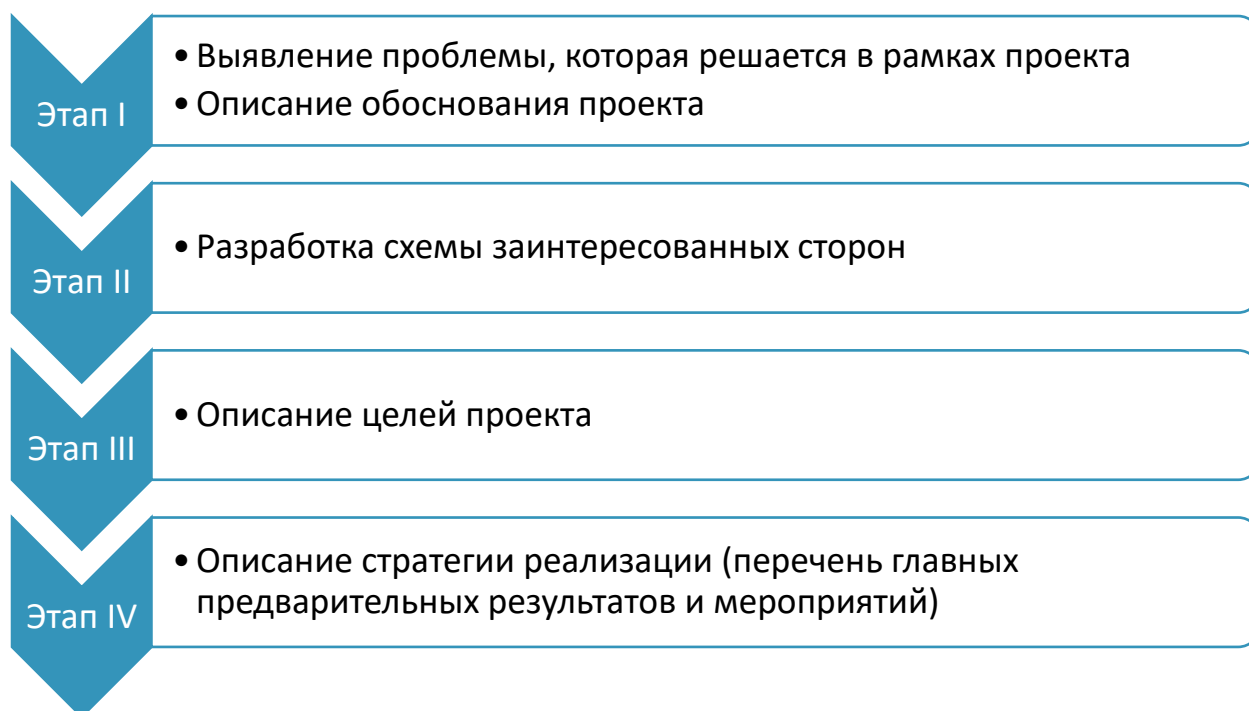 Этап I
• Выявление проблемы, которая решается в рамках проекта
• Описание обоснования проекта
Этап II
• Разработка схемы заинтересованных сторон
Этап III
• Описание целей проекта
Этап IV
• Описание стратегии реализации (перечень главных
предварительных результатов и мероприятий)